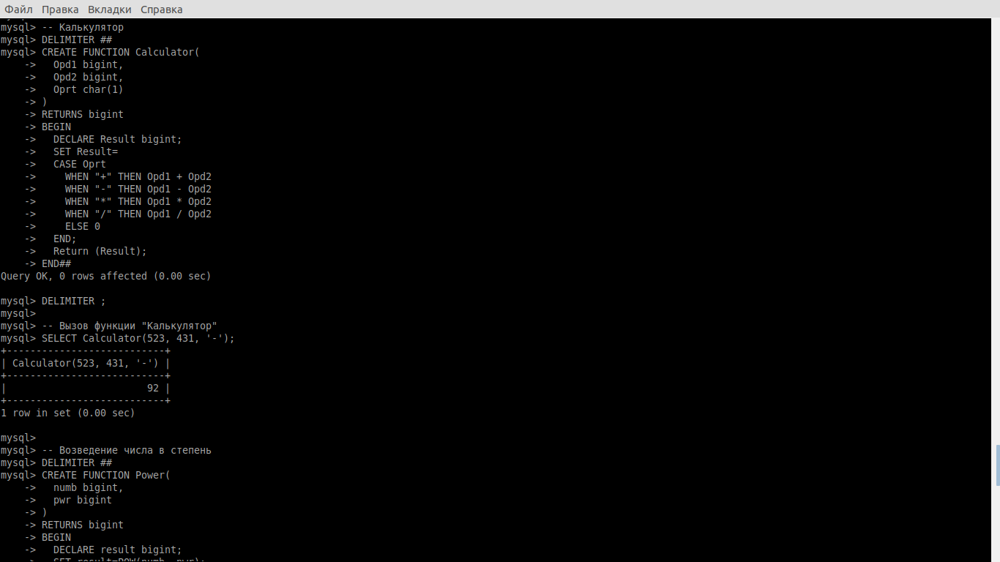 Файл Правка Вкладки Справка
mysql> -- Калькулятор
mysql> DELIMITER ##
mysql> CREATE FUNCTION Calculator(
    ->   Opd1 bigint,
    ->   Opd2 bigint,
    ->   Oprt char(1)
    -> )
    -> RETURNS bigint
    -> BEGIN
    ->   DECLARE Result bigint;
    ->   SET Result=
    ->   CASE Oprt
    ->     WHEN "+" THEN Opd1 + Opd2
    ->     WHEN "-" THEN Opd1 - Opd2
    ->     WHEN "*" THEN Opd1 * Opd2
    ->     WHEN "/" THEN Opd1 / Opd2
    ->     ELSE 0
    ->   END;
    ->   Return (Result);
    -> END##
Query OK, 0 rows affected (0.00 sec)

mysql> DELIMITER ;
mysql>
mysql> -- Вызов функции "Калькулятор"
mysql> SELECT Calculator(523, 431, '-');
+---------------------------+
| Calculator(523, 431, '-') |
+---------------------------+
|                        92 |
+---------------------------+
1 row in set (0.00 sec)

mysql>
mysql> -- Возведение числа в степень
mysql> DELIMITER ##
mysql> CREATE FUNCTION Power(
    ->   numb bigint,
    ->   pwr bigint
    -> )
    -> RETURNS bigint
    -> BEGIN
    ->   DECLARE result bigint;
    ->   SET result=POW(numb, pwr);